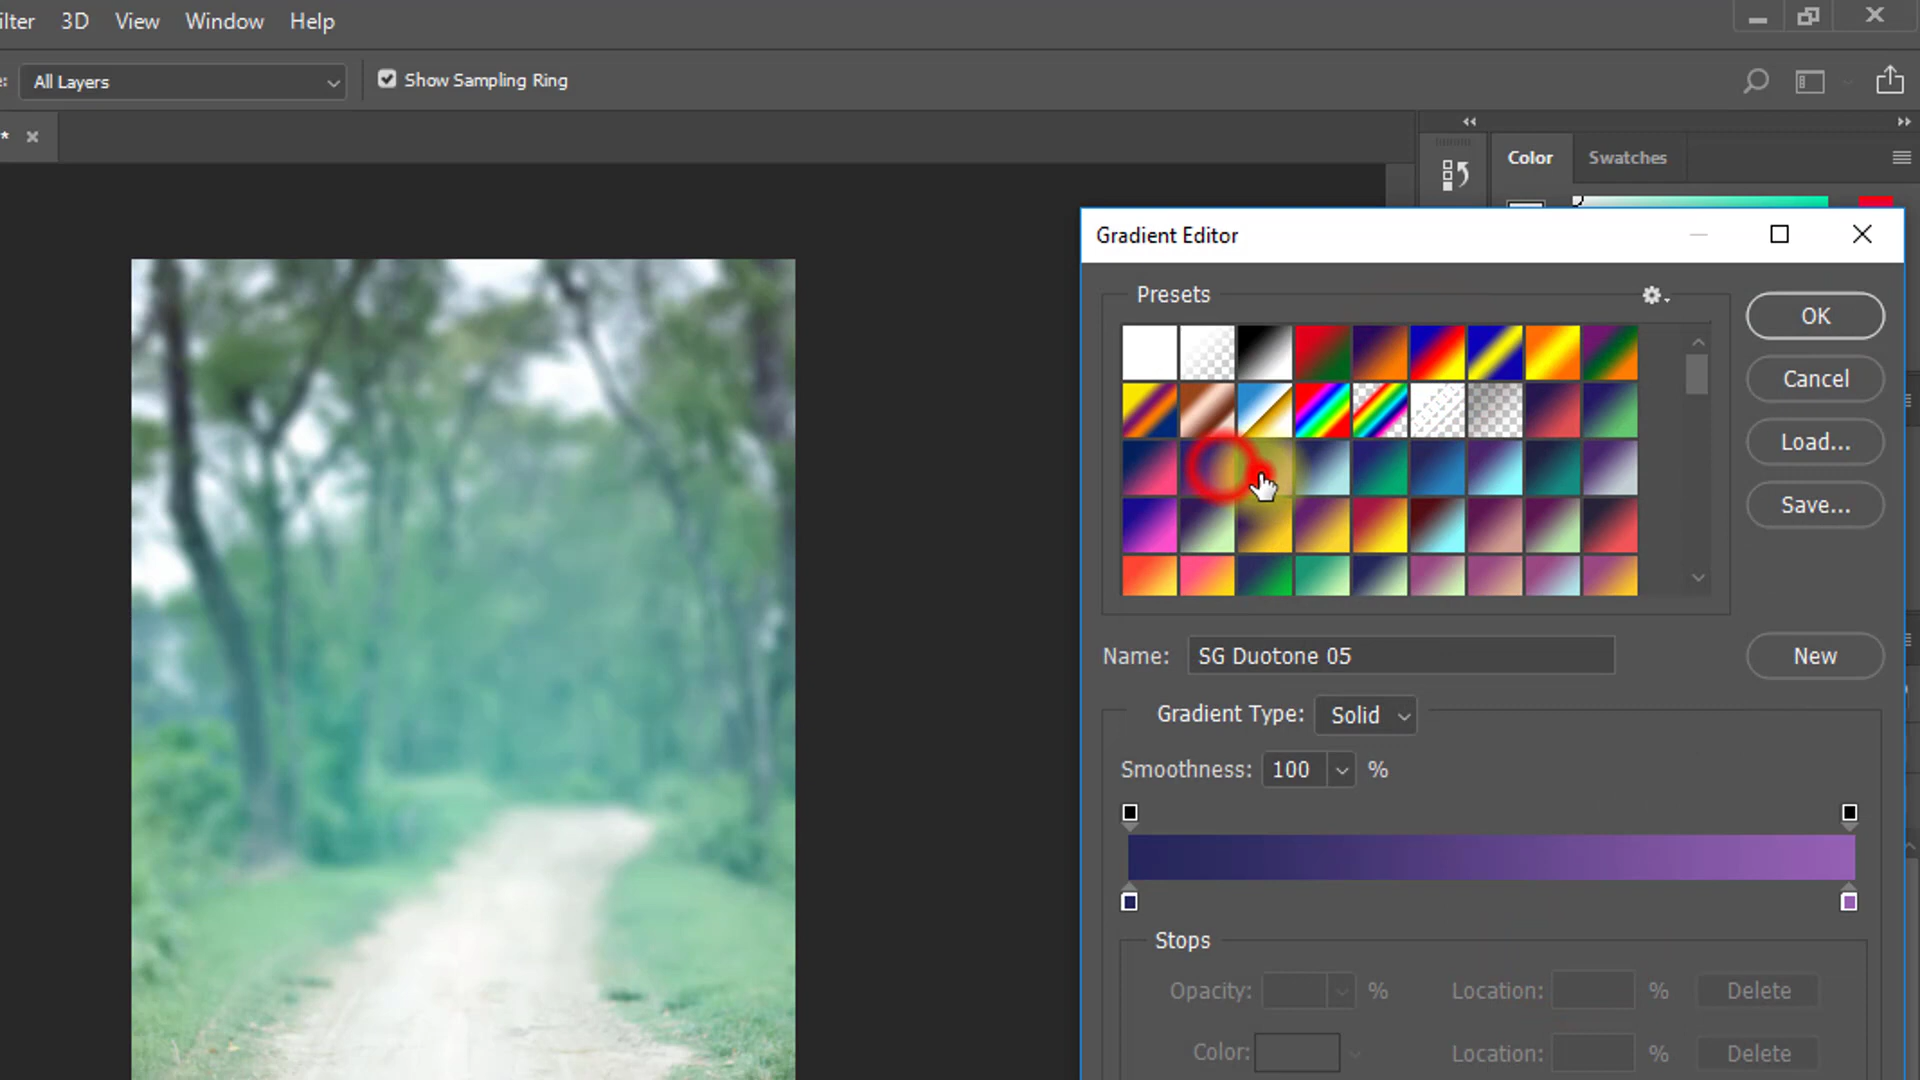 ilter 3D View Window Help
: All Layers Show Sampling Ring
*
Color Swatches
Gradient Editor
Presets
OK
Cancel
Load...
Save...
Name: SG Duotone 05 New
Gradient Type: Solid
Smoothness: 100 %
Stops
Opacity: % Location: % Delete
Color: Location: % Delete